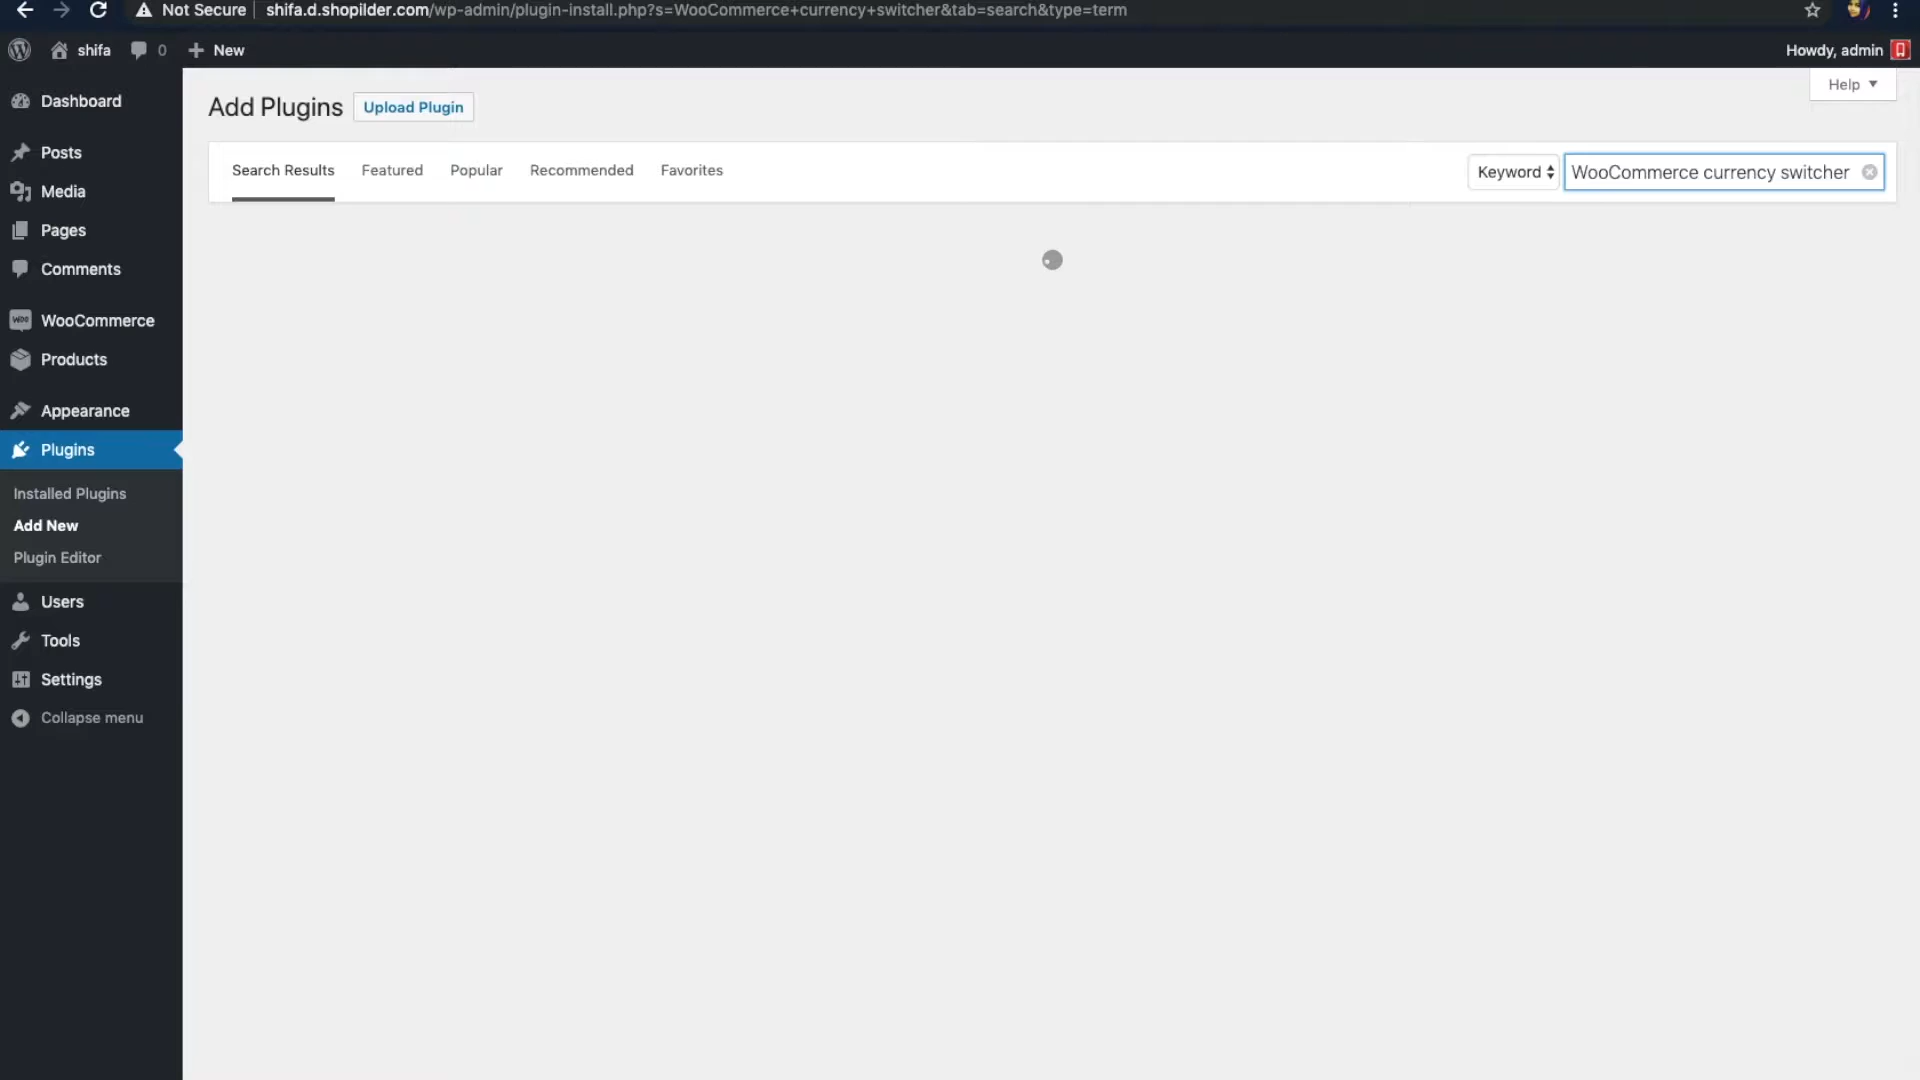 Not Secure shifa.d.shopilder.com/wp-admin/plugin-install.php?s=WooCommerce+currency+switcher&tab=search&type=term
shifa 0 New Howdy, admin
Help
Dashboard
Posts
Media
Pages
Comments
WOO WooCommerce
Products
Appearance
Plugins
Installed Plugins
Add New
Plugin Editor
Users
Tools
Settings
Collapse menu
Add Plugins Upload Plugin
Search Results Featured Popular Recommended Favorites Keyword WooCommerce currency switcher